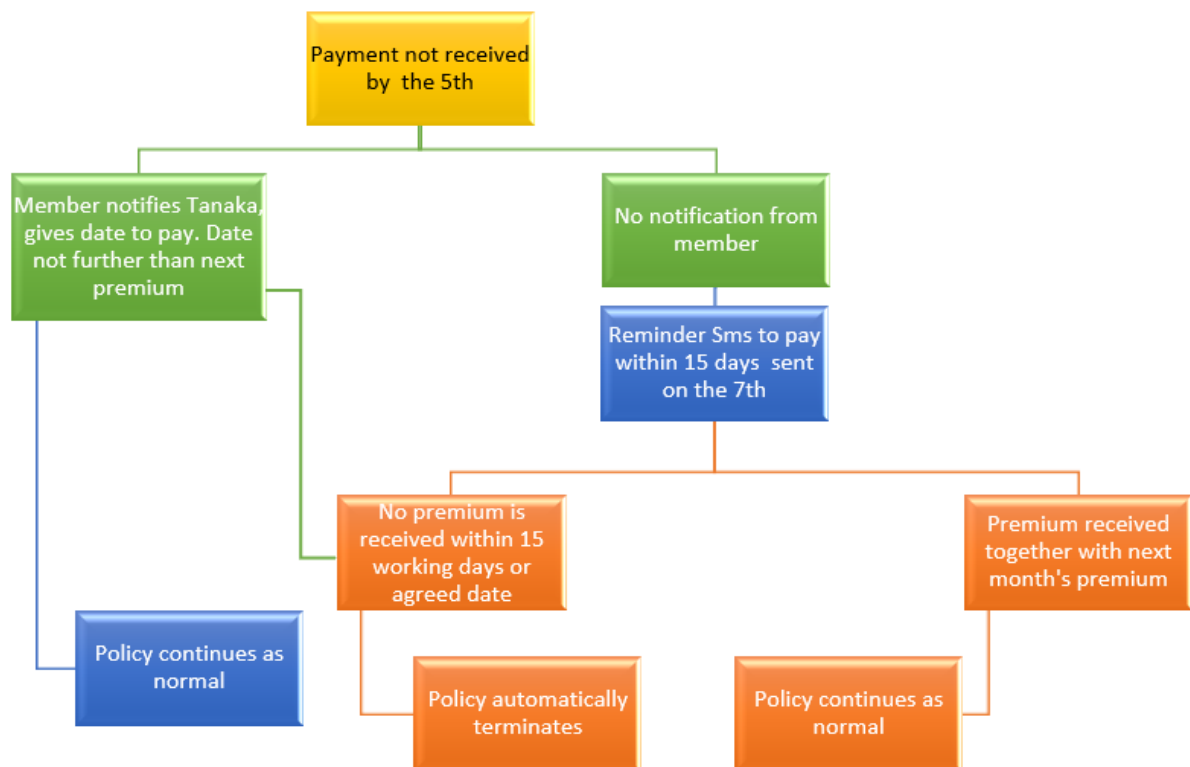 Payment not received
by the 5th
Member notifies Tanaka,
gives date to pay. Date
not further than next
premium
No notification from
member
Reminder Sms to pay
within 15 days sent
on the 7th
No premium is
received within 15
working days or
agreed date
Premium received
together with next
month's premium
Policy continues as
normal
Policy automatically
terminates
Policy continues as
normal